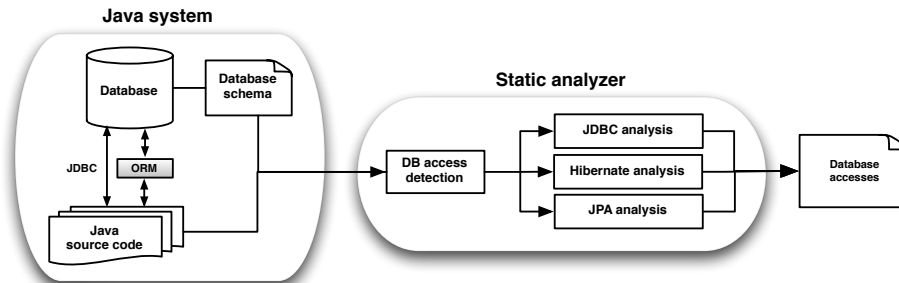 Java system
Database
Database
schema
JDBC
ORM
Java
source code
Static analyzer
DB access
detection
JDBC analysis
Hibernate analysis
JPA analysis
Database
accesses